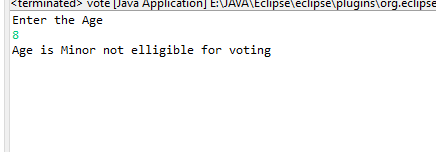 <terminated> vote [Java Application] E:\JAVA\Eclipse\eclipse\plugins\org.eclipse
Enter the Age
8
Age is Minor not elligible for voting